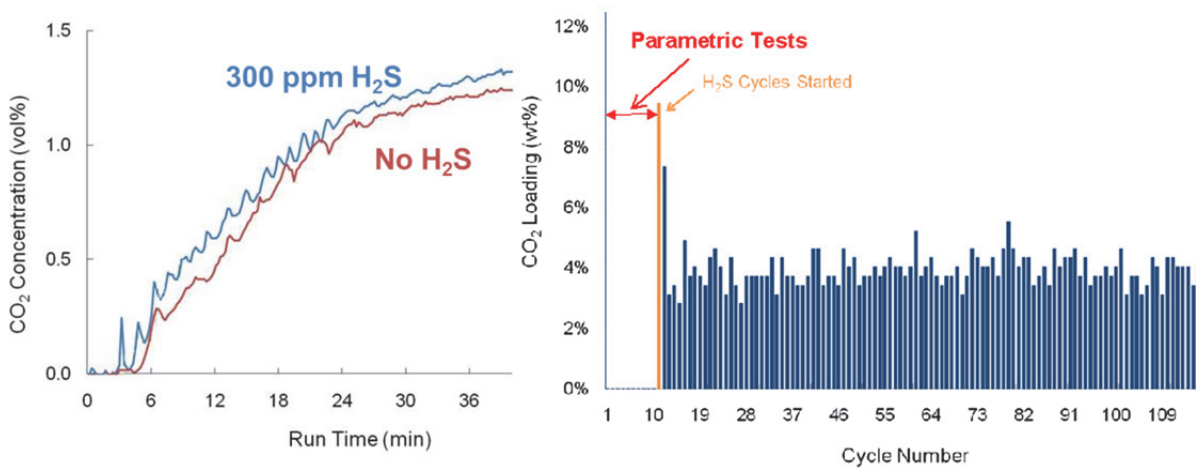 1.5
1.0
0.5
0.0
CO₂ Concentration (vol%)
300 ppm H₂S
No H₂S
0 6 12 18 24 30 36
Run Time (min)
12%
10%
8%
6%
4%
2%
0%
CO₂ Loading (wt%)
Parametric Tests
H₂S Cycles Started
1 10 19 28 37 46 55 64 73 82 91 100 109
Cycle Number